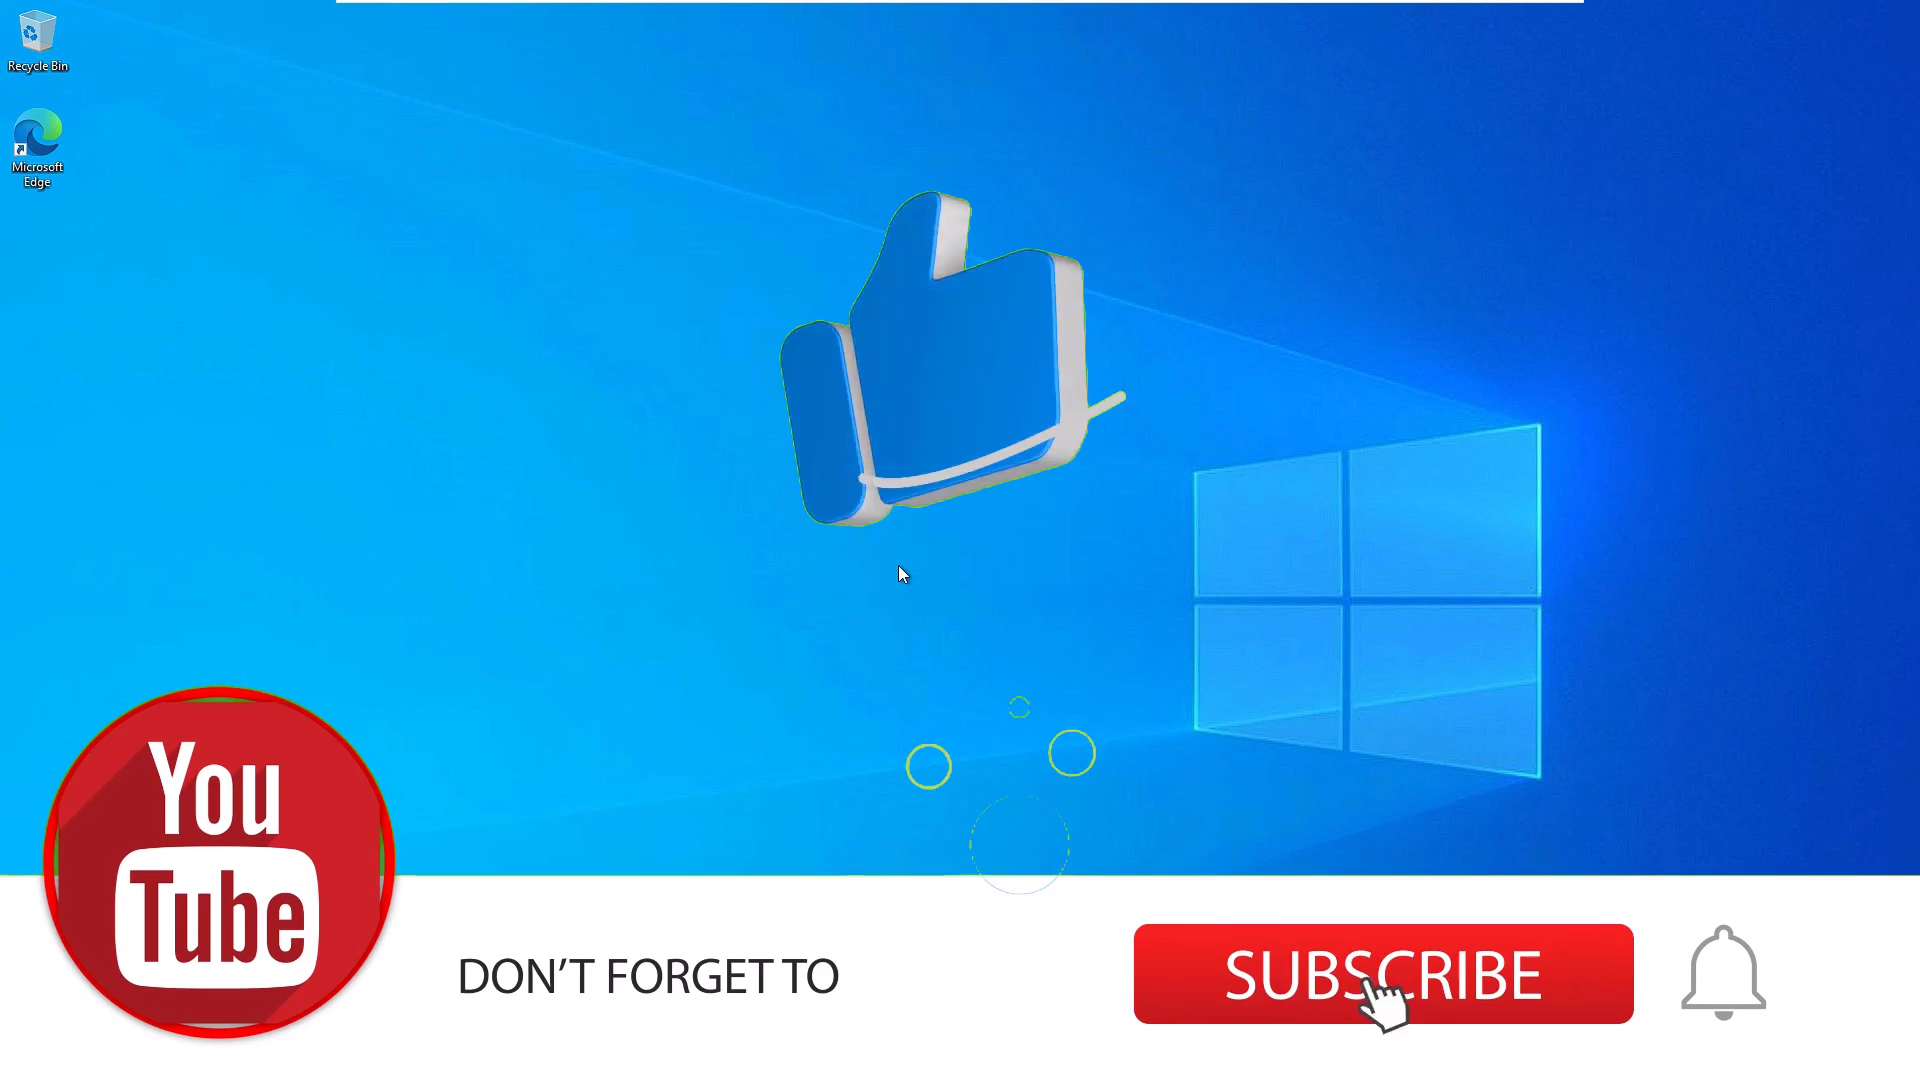 Recycle Bin
Microsoft
Edge
You
Tube
DON’T FORGET TO
SUBSCRIBE